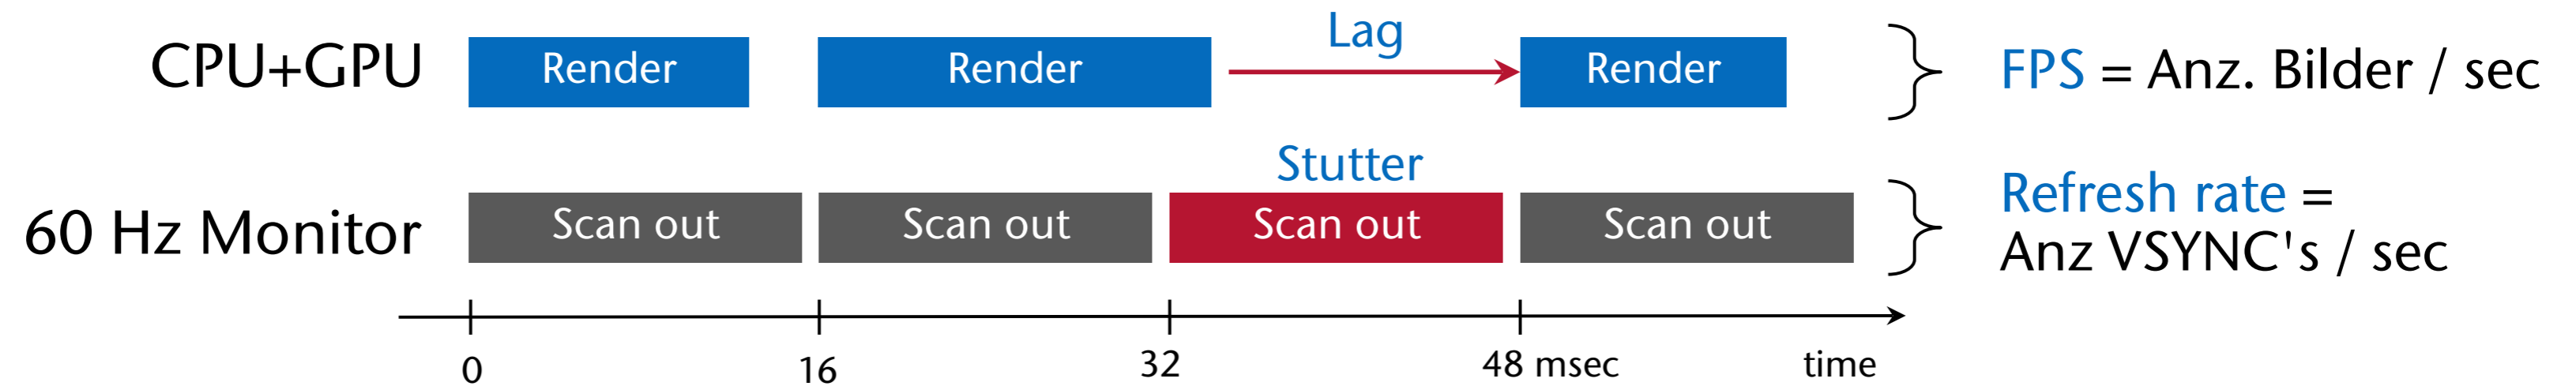 CPU+GPU
Render
Render
Lag
Render
FPS = Anz. Bilder / sec
Stutter
60 Hz Monitor
Scan out
Scan out
Scan out
Scan out
Refresh rate =
Anz VSYNC's / sec
0
16
32
48 msec
time